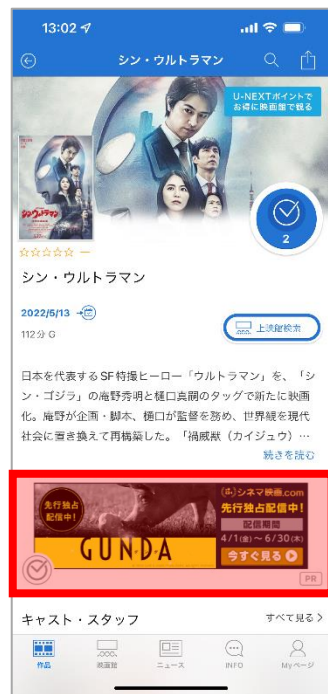 13:02
シン・ウルトラマン
U-NEXTポイントで
お得に映画館で観る
シン・ウルトラマン
2
シン・ウルトラマン
2022/5/13
112分 G
上映館検索
日本を代表するSF特撮ヒーロー「ウルトラマン」を、「シ
ン・ゴジラ」の庵野秀明と樋口真嗣のタッグで新たに映画
化。庵野が企画・脚本、樋口が監督を務め、世界観を現代
社会に置き換えて再構築した。「禍威獣（カイジュウ）…
続きを読む
先行独占
配信中！
GUNDA
シネマ映画.com
先行独占配信中！
配信期間
4/1(金)～6/30(木)
今すぐ見る
PR
キャスト・スタッフ
すべて見る
作品
映画館
ニュース
INFO
Myページ